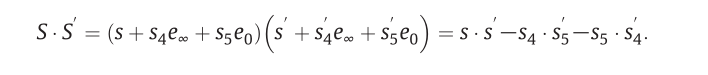 S · S′ = (s + s₄e∞ + s₅e₀)(s′ + s′₄e∞ + s′₅e₀) = s · s′ − s₄ · s′₅ − s₅ · s′₄.